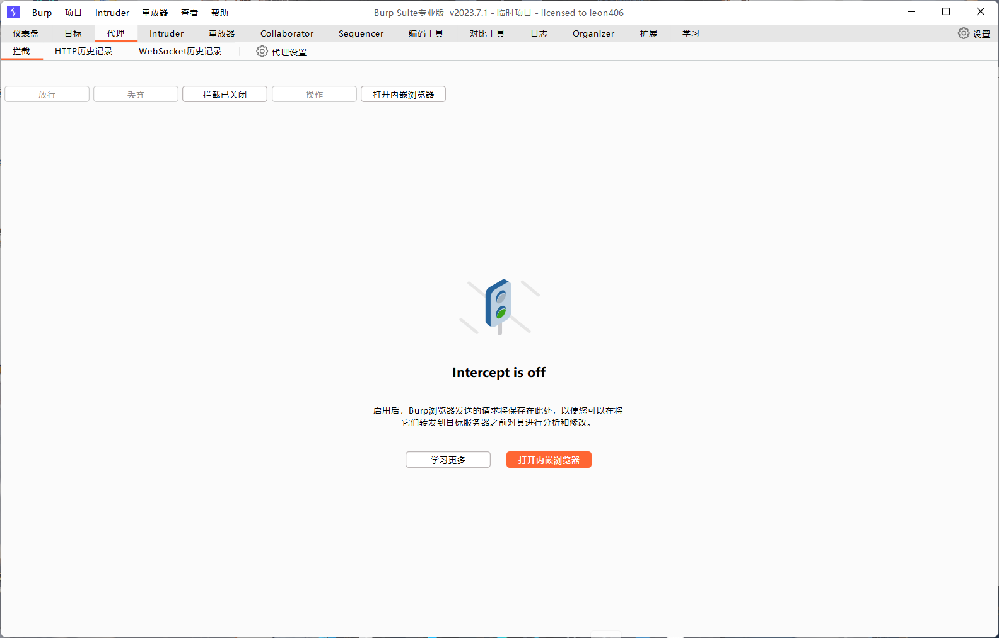 Burp 项目 Intruder 重放器 查看 帮助 Burp Suite专业版 v2023.7.1 - 临时项目 - licensed to leon406
仪表盘 目标 代理 Intruder 重放器 Collaborator Sequencer 编码工具 对比工具 日志 Organizer 扩展 学习 设置
拦截 HTTP历史记录 WebSocket历史记录 代理设置
放行 丢弃 拦截已关闭 操作 打开内嵌浏览器
Intercept is off
启用后，Burp浏览器发送的请求将保存在此处，以便您可以在将
它们转发到目标服务器之前对其进行分析和修改。
学习更多 打开内嵌浏览器